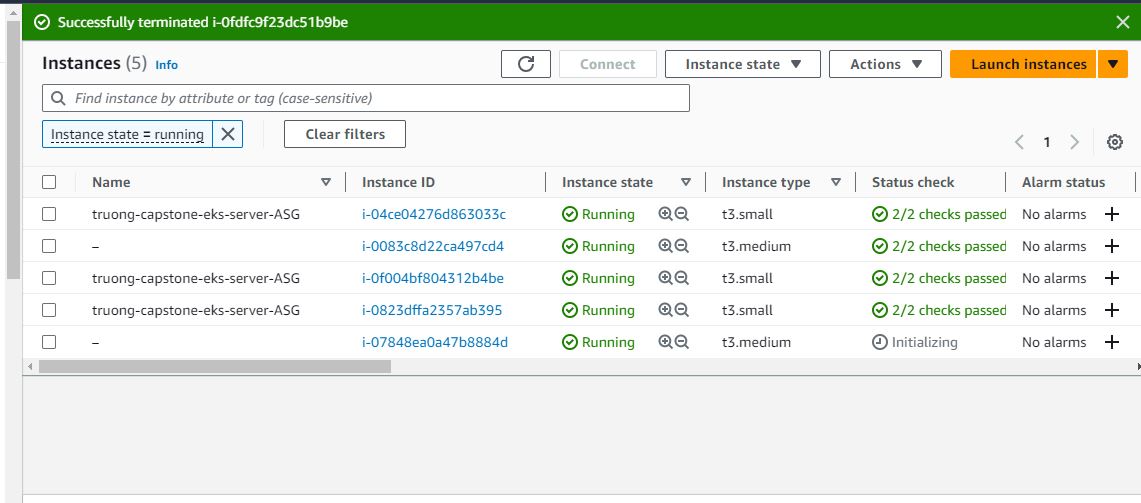 Successfully terminated i-0fdfc9f23dc51b9be
Instances (5) Info
Connect
Instance state
Actions
Launch instances
Find instance by attribute or tag (case-sensitive)
Instance state = running
Clear filters
1
Name Instance ID Instance state Instance type Status check Alarm status
truong-capstone-eks-server-ASG i-04ce04276d863033c Running t3.small 2/2 checks passed No alarms
– i-0083c8d22ca497cd4 Running t3.medium 2/2 checks passed No alarms
truong-capstone-eks-server-ASG i-0f004bf804312b4be Running t3.small 2/2 checks passed No alarms
truong-capstone-eks-server-ASG i-0823dffa2357ab395 Running t3.small 2/2 checks passed No alarms
– i-07848ea0a47b8884d Running t3.medium Initializing No alarms